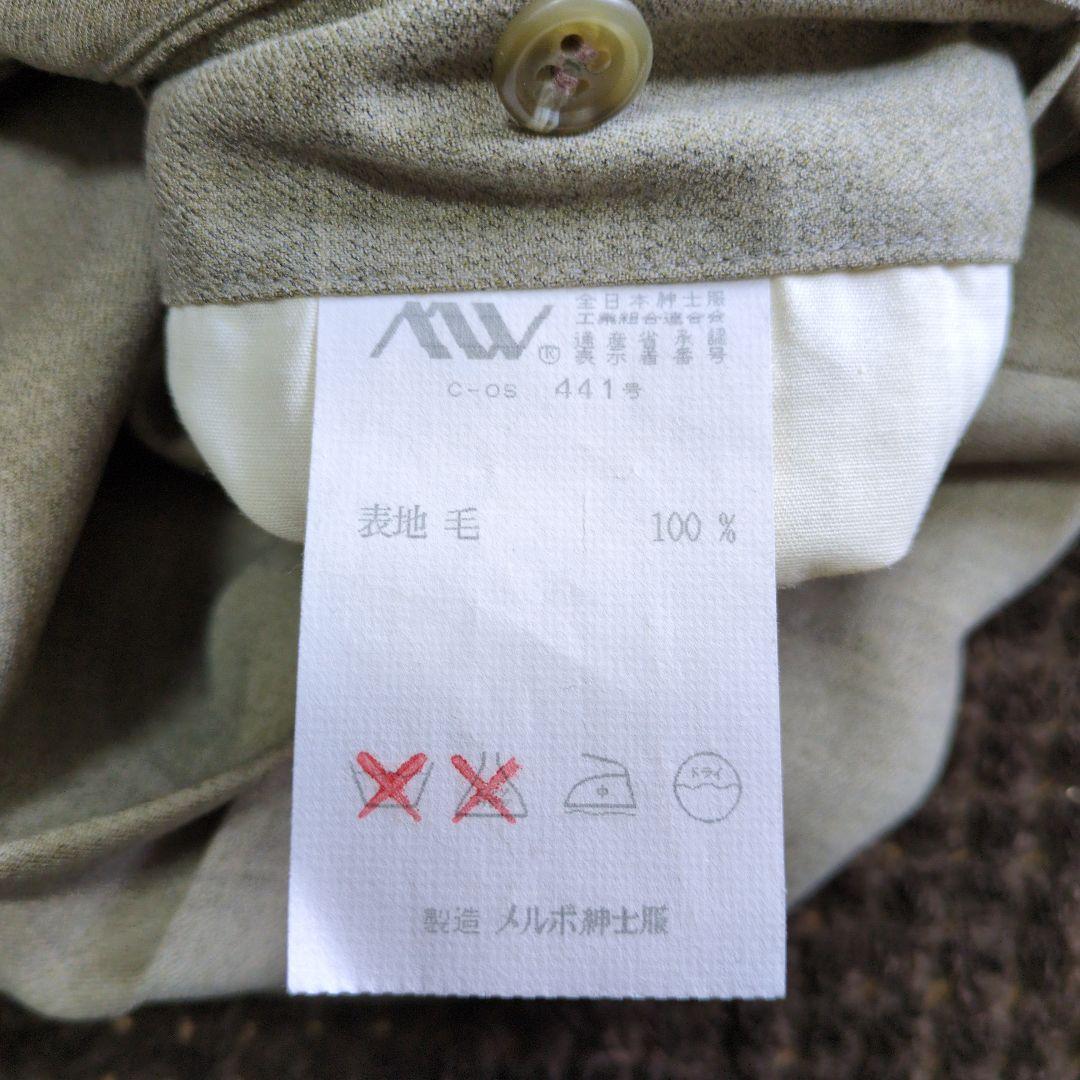 MW®
全日本紳士服
工業組合連合会
通産省承認
表示者番号
C-OS 441号
表地 毛 100 %
中
ドライ
製造 メルボ紳士服